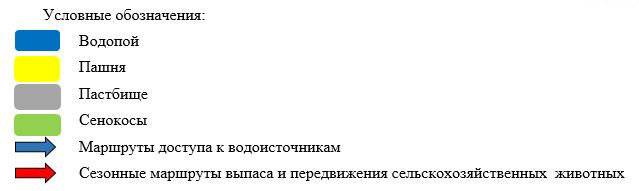 Условные обозначения:
Водопой
Пашня
Пастбище
Сенокосы
Маршруты доступа к водоисточникам
Сезонные маршруты выпаса и передвижения сельскохозяйственных животных